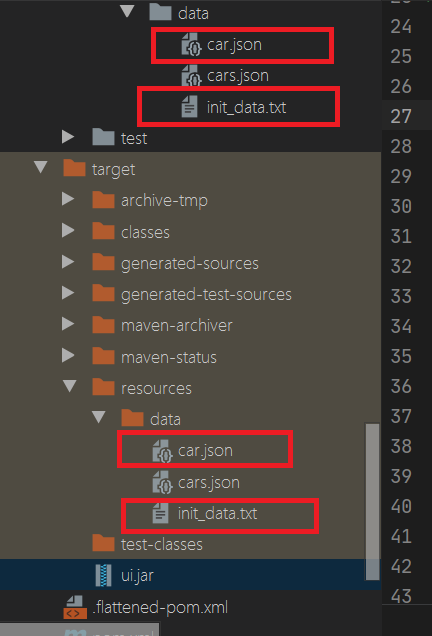 data
car.json
cars.json
init_data.txt
test
target
archive-tmp
classes
generated-sources
generated-test-sources
maven-archiver
maven-status
resources
data
car.json
cars.json
init_data.txt
test-classes
ui.jar
.flattened-pom.xml
24
25
26
27
28
29
30
31
32
33
34
35
36
37
38
39
40
41
42
43